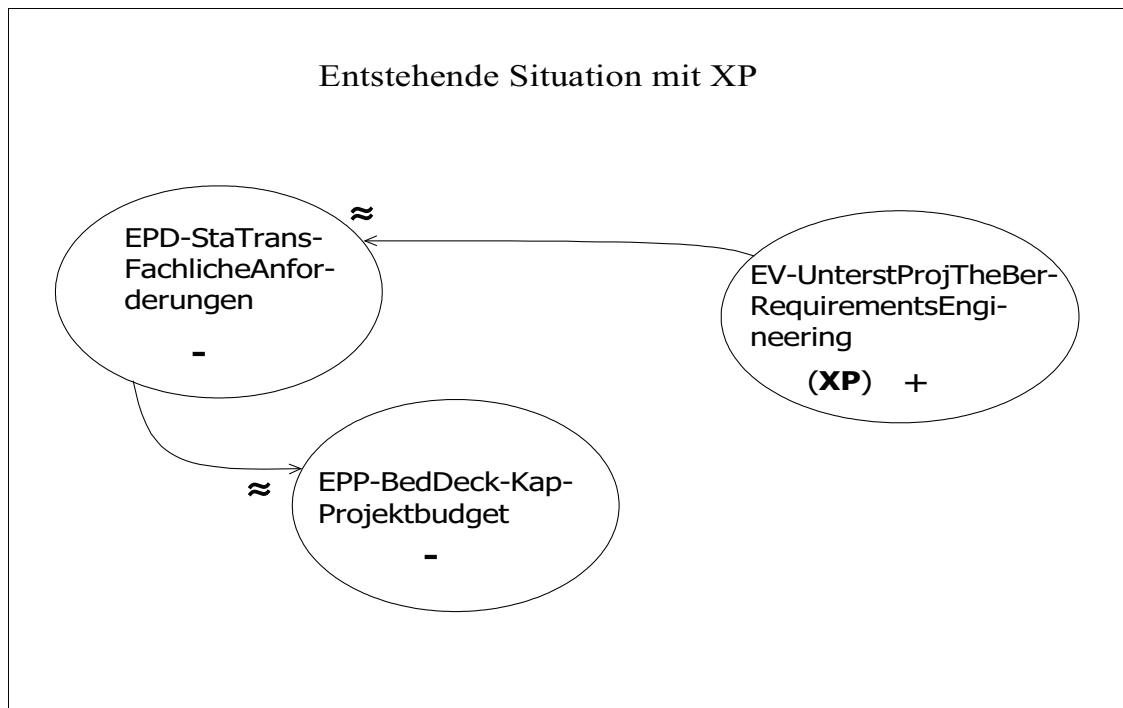 Entstehende Situation mit XP
≈
EPD-StaTrans-
FachlicheAnfor-
derungen
-
EV-UnterstProjTheBer-
RequirementsEngi-
neering
(XP) +
≈
EPP-BedDeck-Kap-
Projektbudget
-